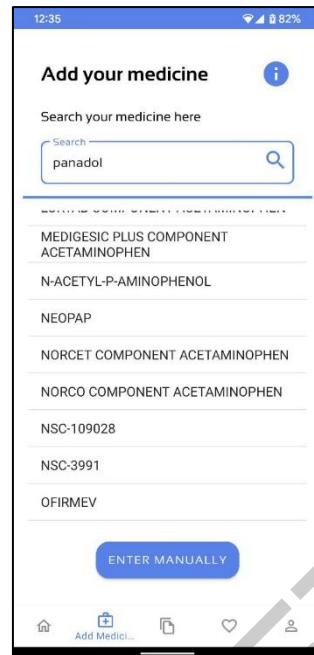 12:35
82%
Add your medicine
i
Search your medicine here
Search
panadol
MEDIGESIC PLUS COMPONENT
ACETAMINOPHEN
N-ACETYL-P-AMINOPHENOL
NEOPAP
NORCET COMPONENT ACETAMINOPHEN
NORCO COMPONENT ACETAMINOPHEN
NSC-109028
NSC-3991
OFIRMEV
ENTER MANUALLY
Add Medici...